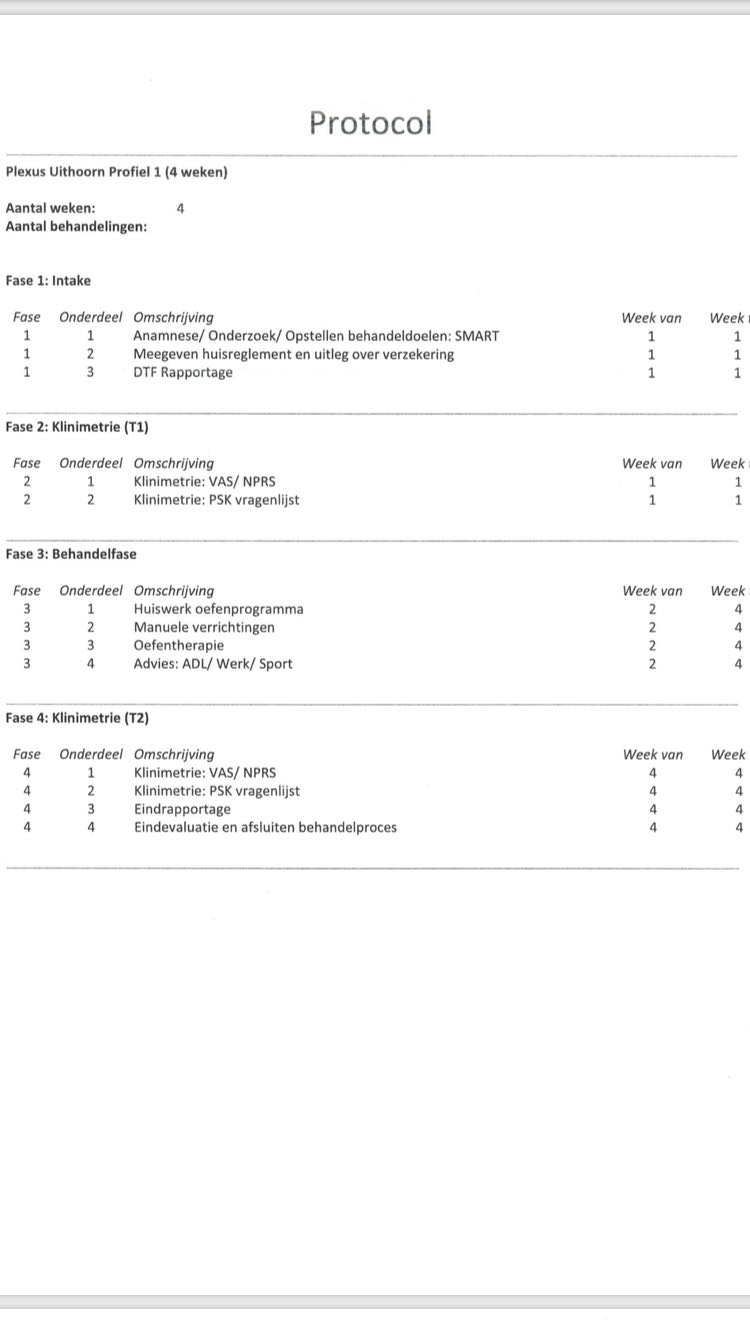 Protocol
Plexus Uithoorn Profiel 1 (4 weken)
Aantal weken: 4
Aantal behandelingen:
Fase 1: Intake
Fase Onderdeel Omschrijving Week van Week
1 1 Anamnese/ Onderzoek/ Opstellen behandeldoelen: SMART 1 1
1 2 Meegeven huisreglement en uitleg over verzekering 1 1
1 3 DTF Rapportage 1 1
Fase 2: Klinimetrie (T1)
Fase Onderdeel Omschrijving Week van Week
2 1 Klinimetrie: VAS/ NPRS 1 1
2 2 Klinimetrie: PSK vragenlijst 1 1
Fase 3: Behandelfase
Fase Onderdeel Omschrijving Week van Week
3 1 Huiswerk oefenprogramma 2 4
3 2 Manuele verrichtingen 2 4
3 3 Oefentherapie 2 4
3 4 Advies: ADL/ Werk/ Sport 2 4
Fase 4: Klinimetrie (T2)
Fase Onderdeel Omschrijving Week van Week
4 1 Klinimetrie: VAS/ NPRS 4 4
4 2 Klinimetrie: PSK vragenlijst 4 4
4 3 Eindrapportage 4 4
4 4 Eindevaluatie en afsluiten behandelproces 4 4